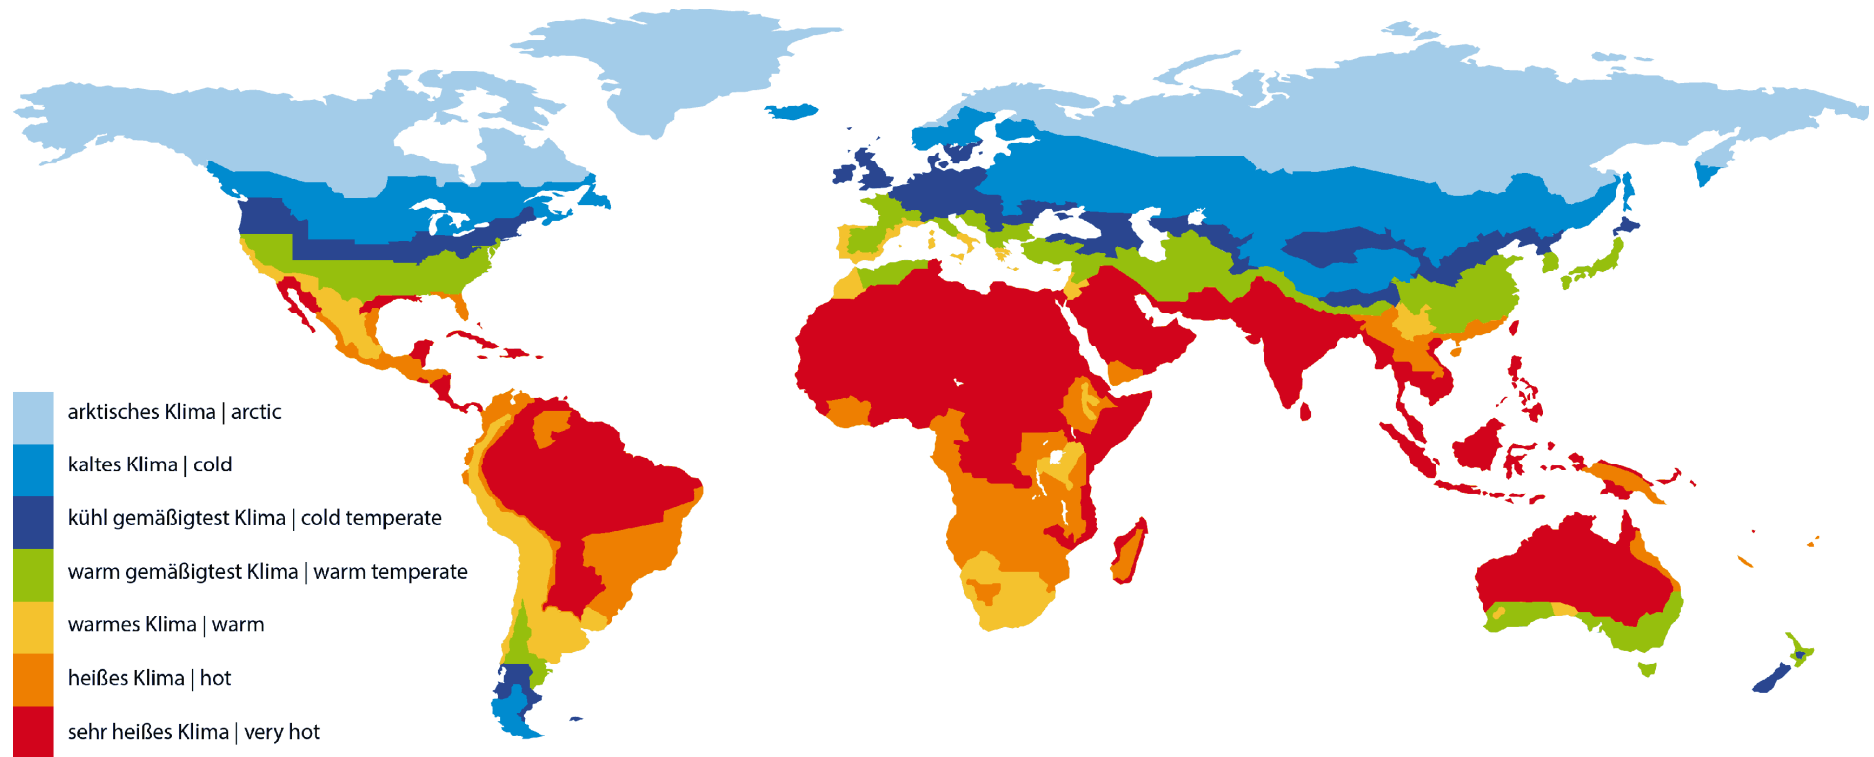 arktisches Klima | arctic
kaltes Klima | cold
kühl gemäßigtest Klima | cold temperate
warm gemäßigtest Klima | warm temperate
warmes Klima | warm
heißes Klima | hot
sehr heißes Klima | very hot